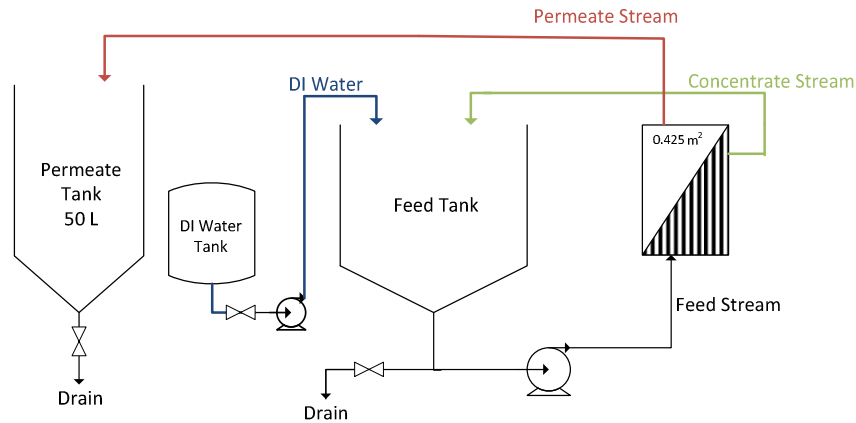 Permeate Stream
DI Water
Concentrate Stream
0.425 m²
Permeate
Tank
50 L
DI Water
Tank
Feed Tank
Feed Stream
Drain
Drain